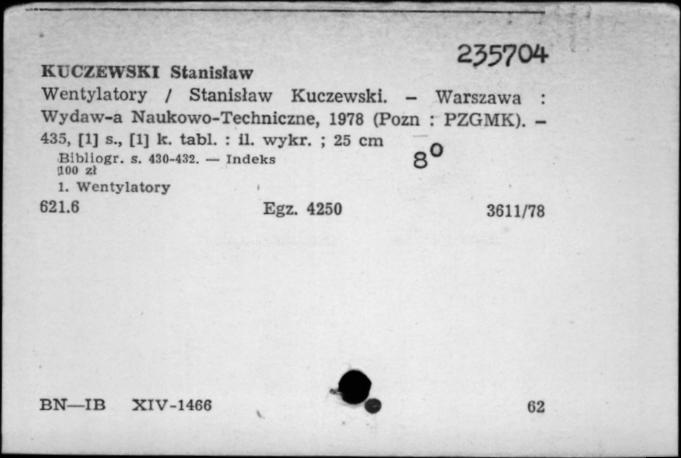 235704
KUCZEWSKI Stanisław
Wentylatory / Stanisław Kuczewski. – Warszawa :
Wydaw-a Naukowo-Techniczne, 1978 (Pozn : PZGMK). –
435, [1] s., [1] k. tabl. : il. wykr. ; 25 cm
8º
Bibliogr. s. 430-432. — Indeks
100 zł
1. Wentylatory
621.6 Egz. 4250 3611/78
BN—IB XIV-1466 62